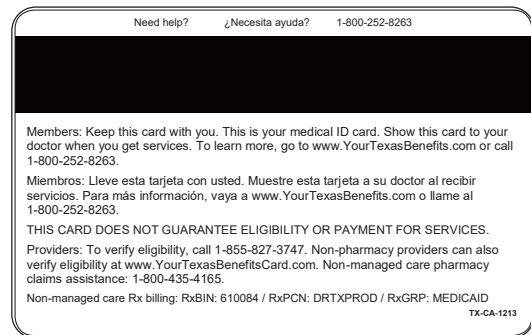 Need help? ¿Necesita ayuda? 1-800-252-8263
Members: Keep this card with you. This is your medical ID card. Show this card to your
doctor when you get services. To learn more, go to www.YourTexasBenefits.com or call
1-800-252-8263.
Miembros: Lleve esta tarjeta con usted. Muestre esta tarjeta a su doctor al recibir
servicios. Para más información, vaya a www.YourTexasBenefits.com o llame al
1-800-252-8263.
THIS CARD DOES NOT GUARANTEE ELIGIBILITY OR PAYMENT FOR SERVICES.
Providers: To verify eligibility, call 1-855-827-3747. Non-pharmacy providers can also
verify eligibility at www.YourTexasBenefitsCard.com. Non-managed care pharmacy
claims assistance: 1-800-435-4165.
Non-managed care Rx billing: RxBIN: 610084 / RxPCN: DRTXPROD / RxGRP: MEDICAID
TX-CA-1213